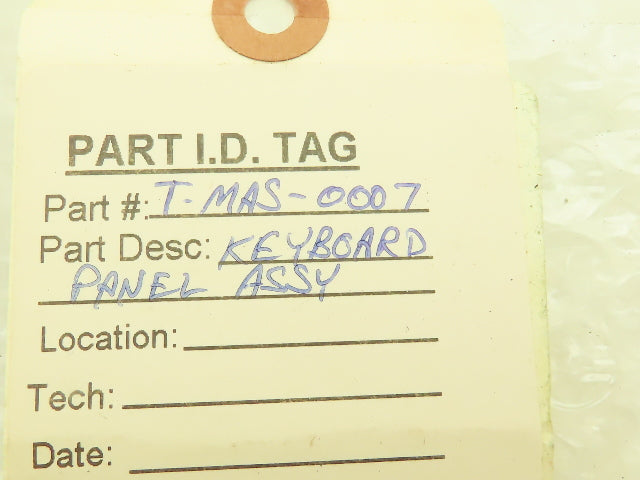 PART I.D. TAG
Part #: T-MAS-0007
Part Desc: KEYBOARD
PANEL ASSY
Location:
Tech:
Date: